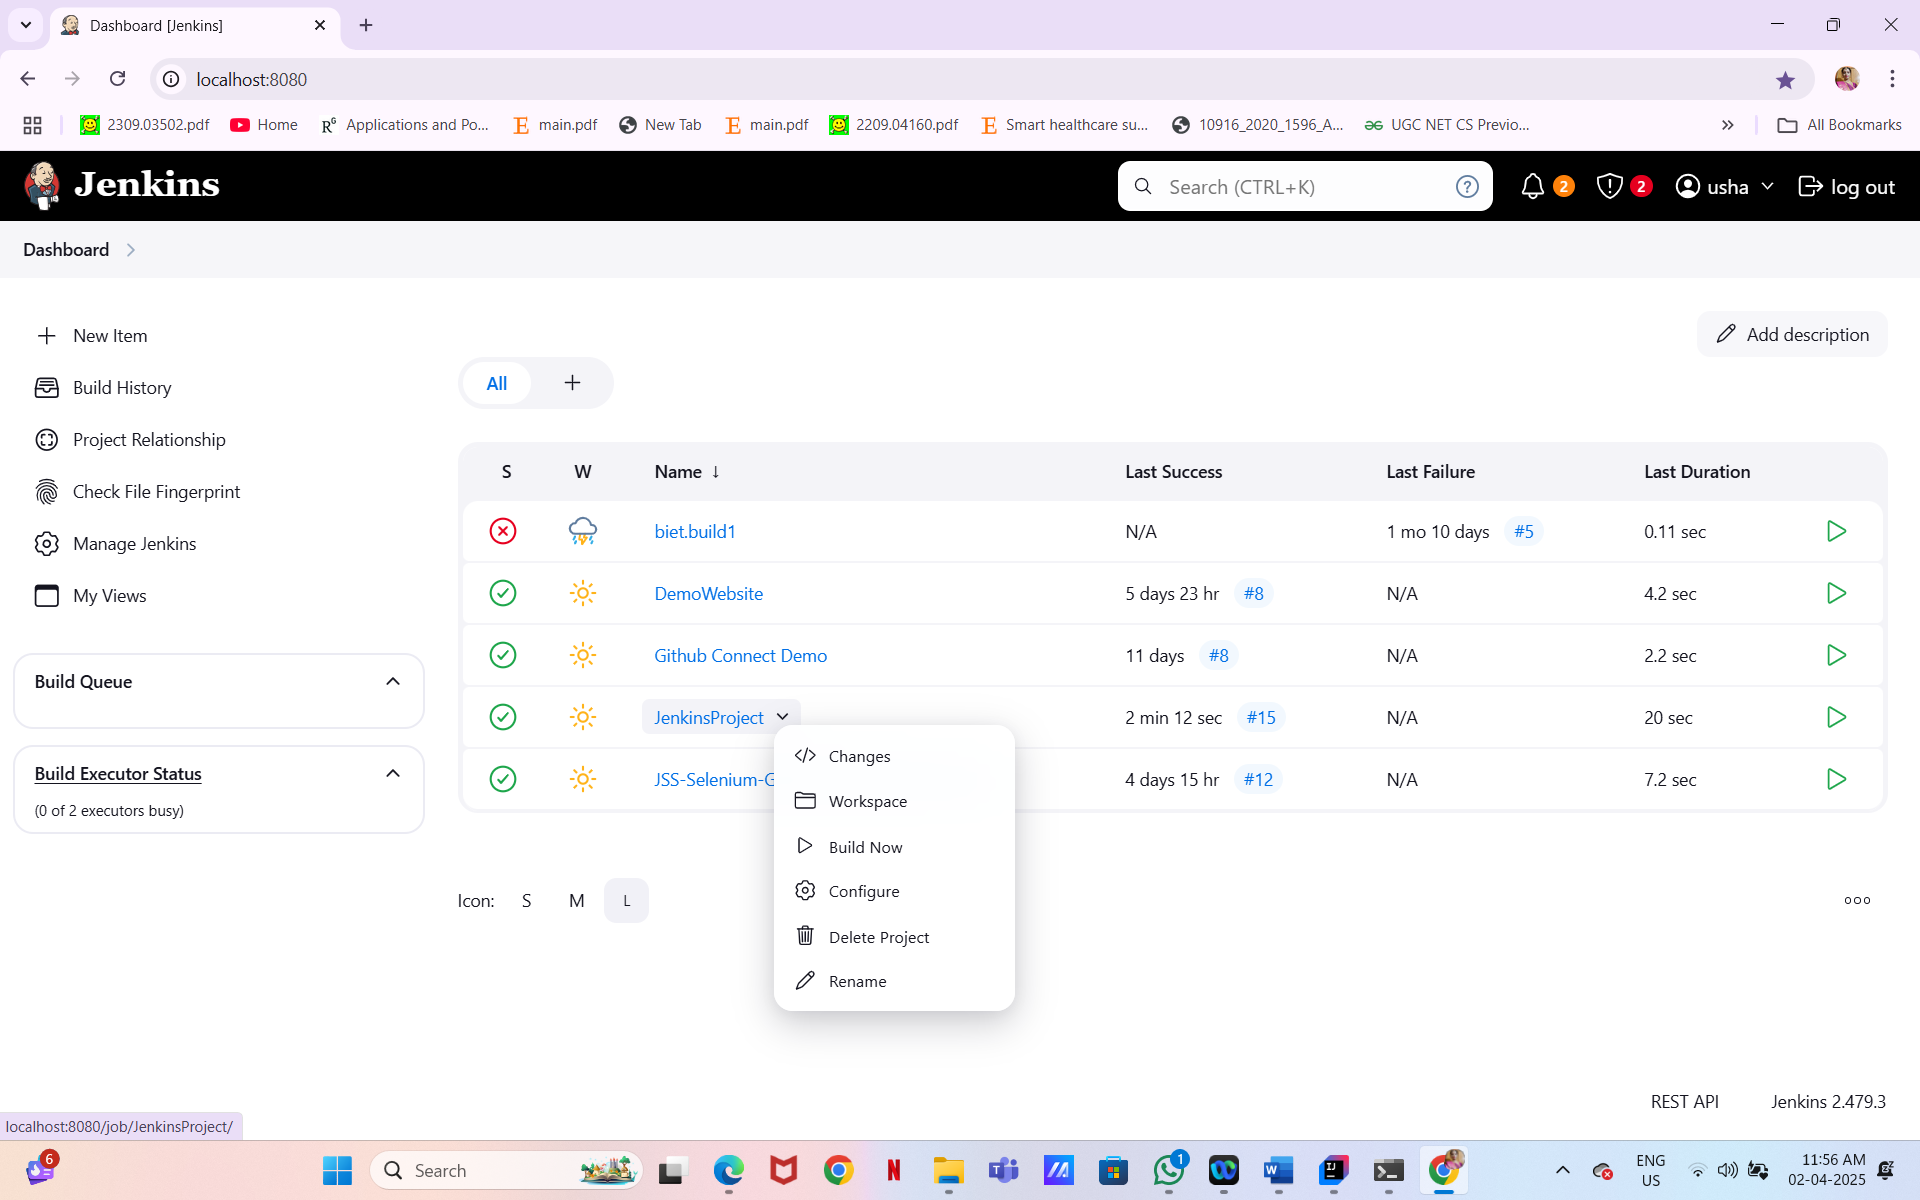 Dashboard [Jenkins]
localhost:8080
2309.03502.pdf Home Applications and Po... main.pdf New Tab main.pdf 2209.04160.pdf Smart healthcare su... 10916_2020_1596_A... UGC NET CS Previo... All Bookmarks
Jenkins Search (CTRL+K) 2 2 usha log out
Dashboard
New Item
Add description
Build History
All +
Project Relationship
Check File Fingerprint
Manage Jenkins
My Views
S W Name ↓ Last Success Last Failure Last Duration
biet.build1 N/A 1 mo 10 days #5 0.11 sec
DemoWebsite 5 days 23 hr #8 N/A 4.2 sec
Github Connect Demo 11 days #8 N/A 2.2 sec
JenkinsProject 2 min 12 sec #15 N/A 20 sec
JSS-Selenium-G 4 days 15 hr #12 N/A 7.2 sec
Build Queue
Build Executor Status
(0 of 2 executors busy)
Changes
Workspace
Build Now
Configure
Delete Project
Rename
Icon: S M L
REST API Jenkins 2.479.3
localhost:8080/job/JenkinsProject/
6 Search 1 ENG 11:56 AM
US 02-04-2025